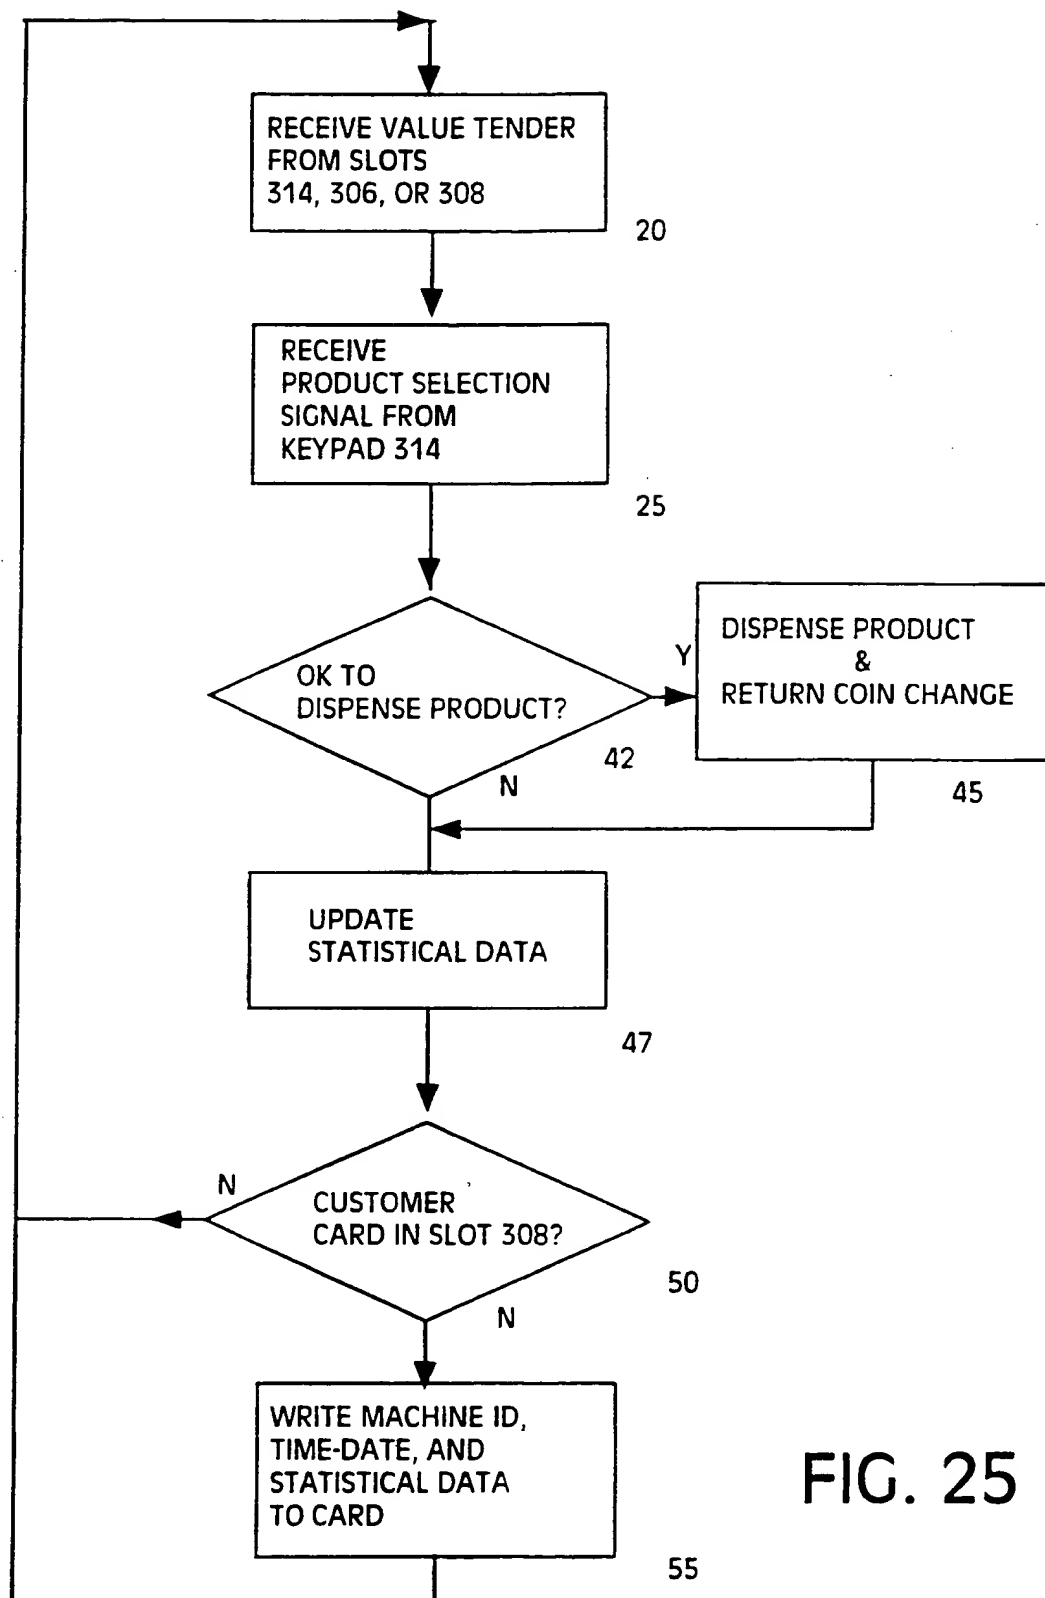 RECEIVE VALUE TENDER
FROM SLOTS
314, 306, OR 308
20
RECEIVE
PRODUCT SELECTION
SIGNAL FROM
KEYPAD 314
25
OK TO
DISPENSE PRODUCT?
42
N
Y
DISPENSE PRODUCT
&
RETURN COIN CHANGE
45
UPDATE
STATISTICAL DATA
47
N
CUSTOMER
CARD IN SLOT 308?
50
N
WRITE MACHINE ID,
TIME-DATE, AND
STATISTICAL DATA
TO CARD
55
FIG. 25